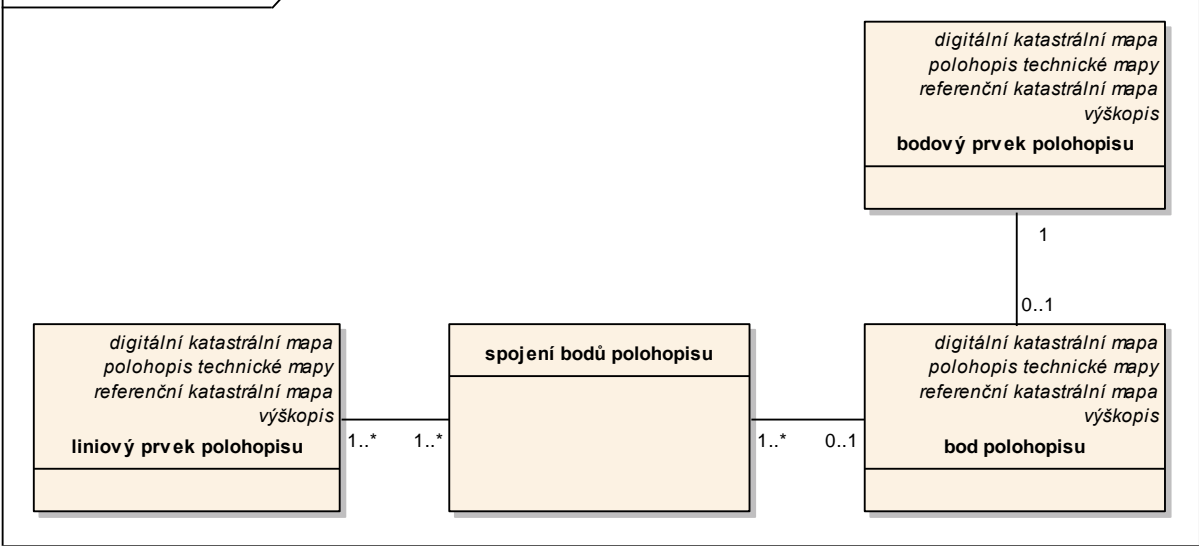 digitální katastrální mapa
polohopis technické mapy
referenční katastrální mapa
výškopis
bodový prvek polohopisu
1
0..1
digitální katastrální mapa
polohopis technické mapy
referenční katastrální mapa
výškopis
liniový prvek polohopisu
1..*
1..*
spojení bodů polohopisu
1..*
0..1
digitální katastrální mapa
polohopis technické mapy
referenční katastrální mapa
výškopis
bod polohopisu